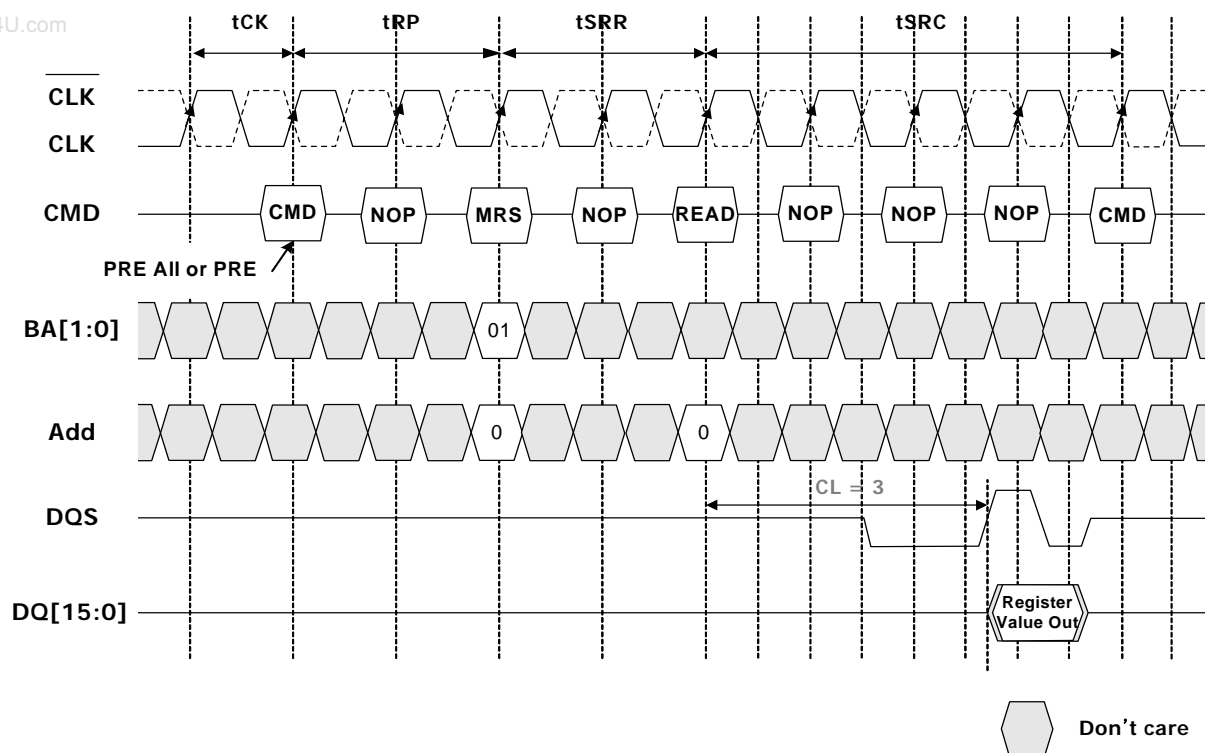 4U.com
tCK tRP tSRR tSRC
CLK
CLK
CMD CMD NOP MRS NOP READ NOP NOP NOP CMD
PRE All or PRE
BA[1:0] 01
Add 0 0
CL = 3
DQS
DQ[15:0] Register
Value Out
Don't care